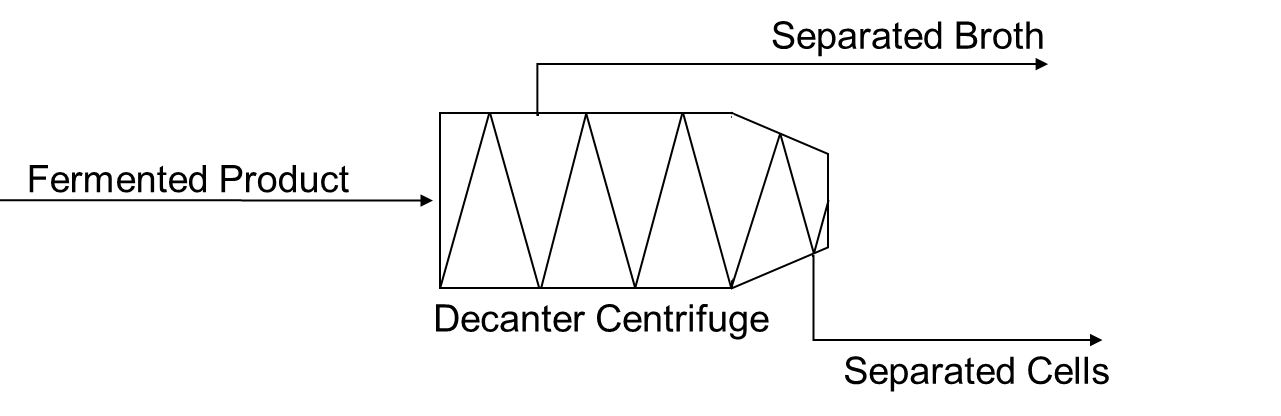 Separated Broth
Fermented Product
Decanter Centrifuge
Separated Cells